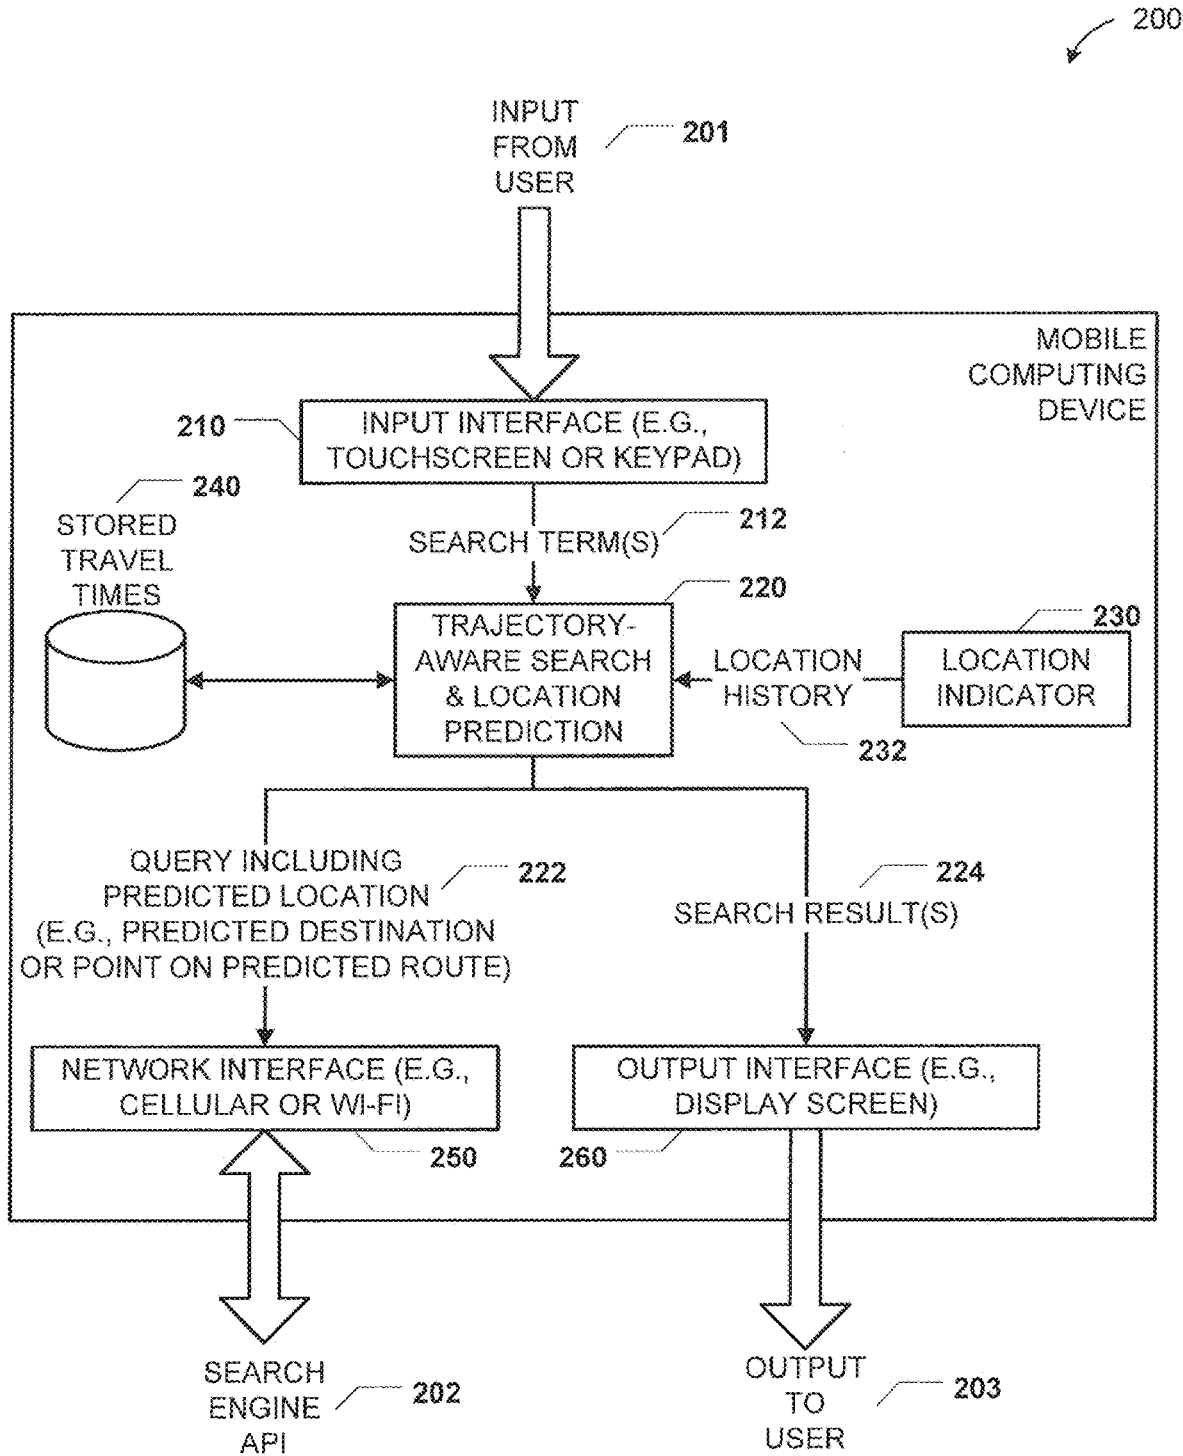 200
INPUT
FROM
USER
201
MOBILE
COMPUTING
DEVICE
210
INPUT INTERFACE (E.G.,
TOUCHSCREEN OR KEYPAD)
240
STORED
TRAVEL
TIMES
SEARCH TERM(S)
212
220
TRAJECTORY-
AWARE SEARCH
& LOCATION
PREDICTION
LOCATION
HISTORY
232
230
LOCATION
INDICATOR
QUERY INCLUDING
PREDICTED LOCATION
(E.G., PREDICTED DESTINATION
OR POINT ON PREDICTED ROUTE)
222
224
SEARCH RESULT(S)
NETWORK INTERFACE (E.G.,
CELLULAR OR WI-FI)
250
OUTPUT INTERFACE (E.G.,
DISPLAY SCREEN)
260
SEARCH
ENGINE
API
202
OUTPUT
TO
USER
203